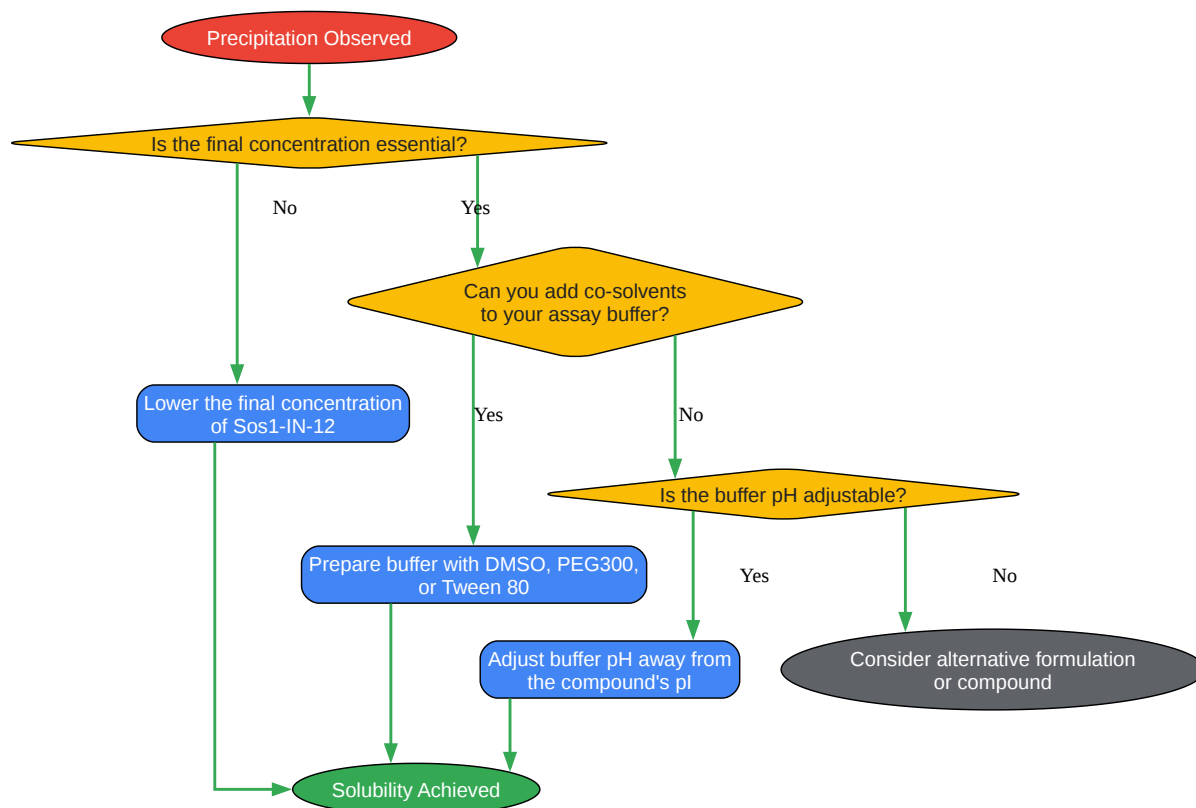 Precipitation Observed
Is the final concentration essential?
No
Yes
Can you add co-solvents
to your assay buffer?
Lower the final concentration
of Sos1-IN-12
Yes
No
Is the buffer pH adjustable?
Prepare buffer with DMSO, PEG300,
or Tween 80
Yes
No
Adjust buffer pH away from
the compound's pI
Consider alternative formulation
or compound
Solubility Achieved